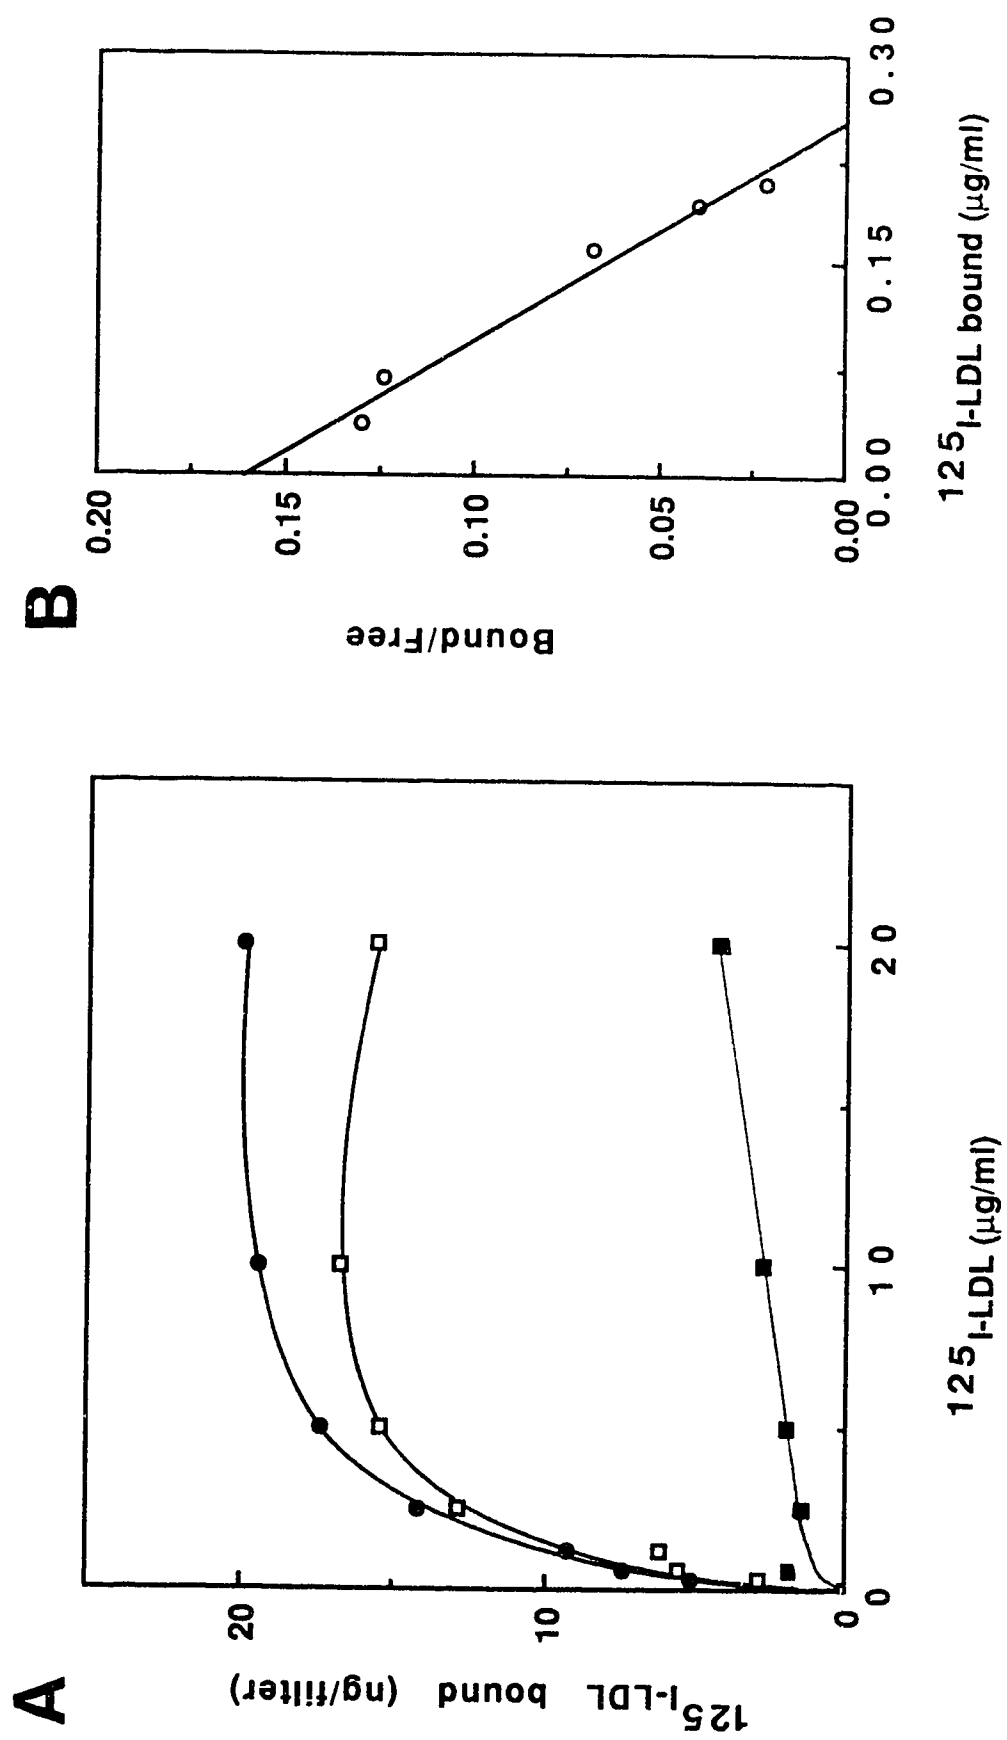 A
125I-LDL bound (ng/filter)
20
10
0
0
10
20
125I-LDL (µg/ml)
B
Bound/Free
0.20
0.15
0.10
0.05
0.00
0.00
0.15
0.30
125I-LDL bound (µg/ml)